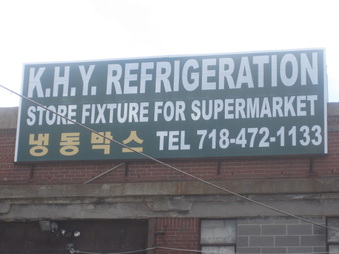 K.H.Y. REFRIGERATION
STORE FIXTURE FOR SUPERMARKET
냉동박스 TEL 718-472-1133